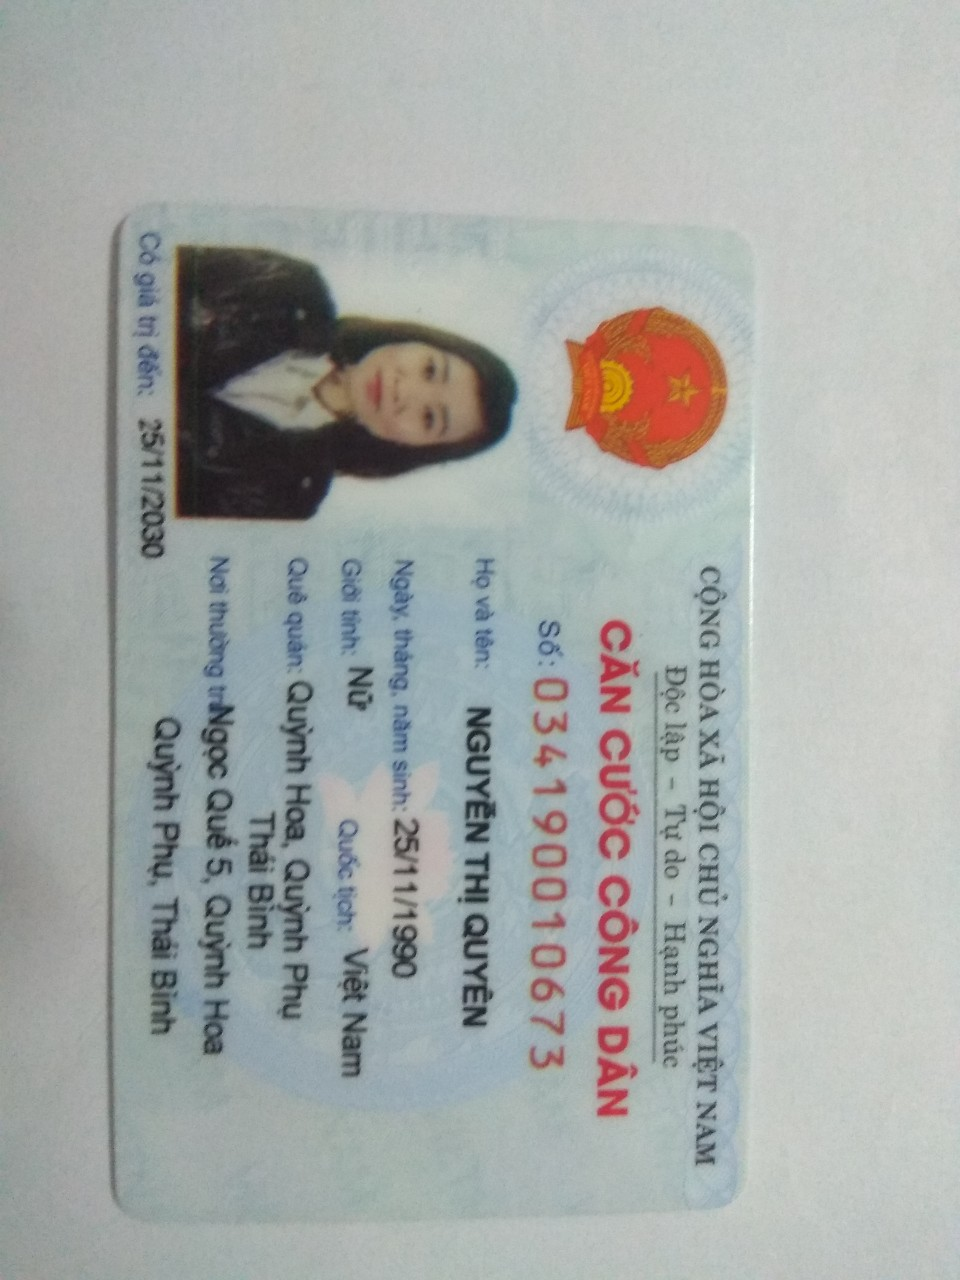 CỘNG HÒA XÃ HỘI CHỦ NGHĨA VIỆT NAM
Độc lập - Tự do - Hạnh phúc
CĂN CƯỚC CÔNG DÂN
Số: 034190010673
Họ và tên: NGUYỄN THỊ QUYÊN
Ngày, tháng, năm sinh: 25/11/1990
Giới tính: Nữ Quốc tịch: Việt Nam
Quê quán: Quỳnh Hoa, Quỳnh Phụ
Thái Bình
Nơi thường trú: Ngọc Quế 5, Quỳnh Hoa
Quỳnh Phụ, Thái Bình
Có giá trị đến: 25/11/2030